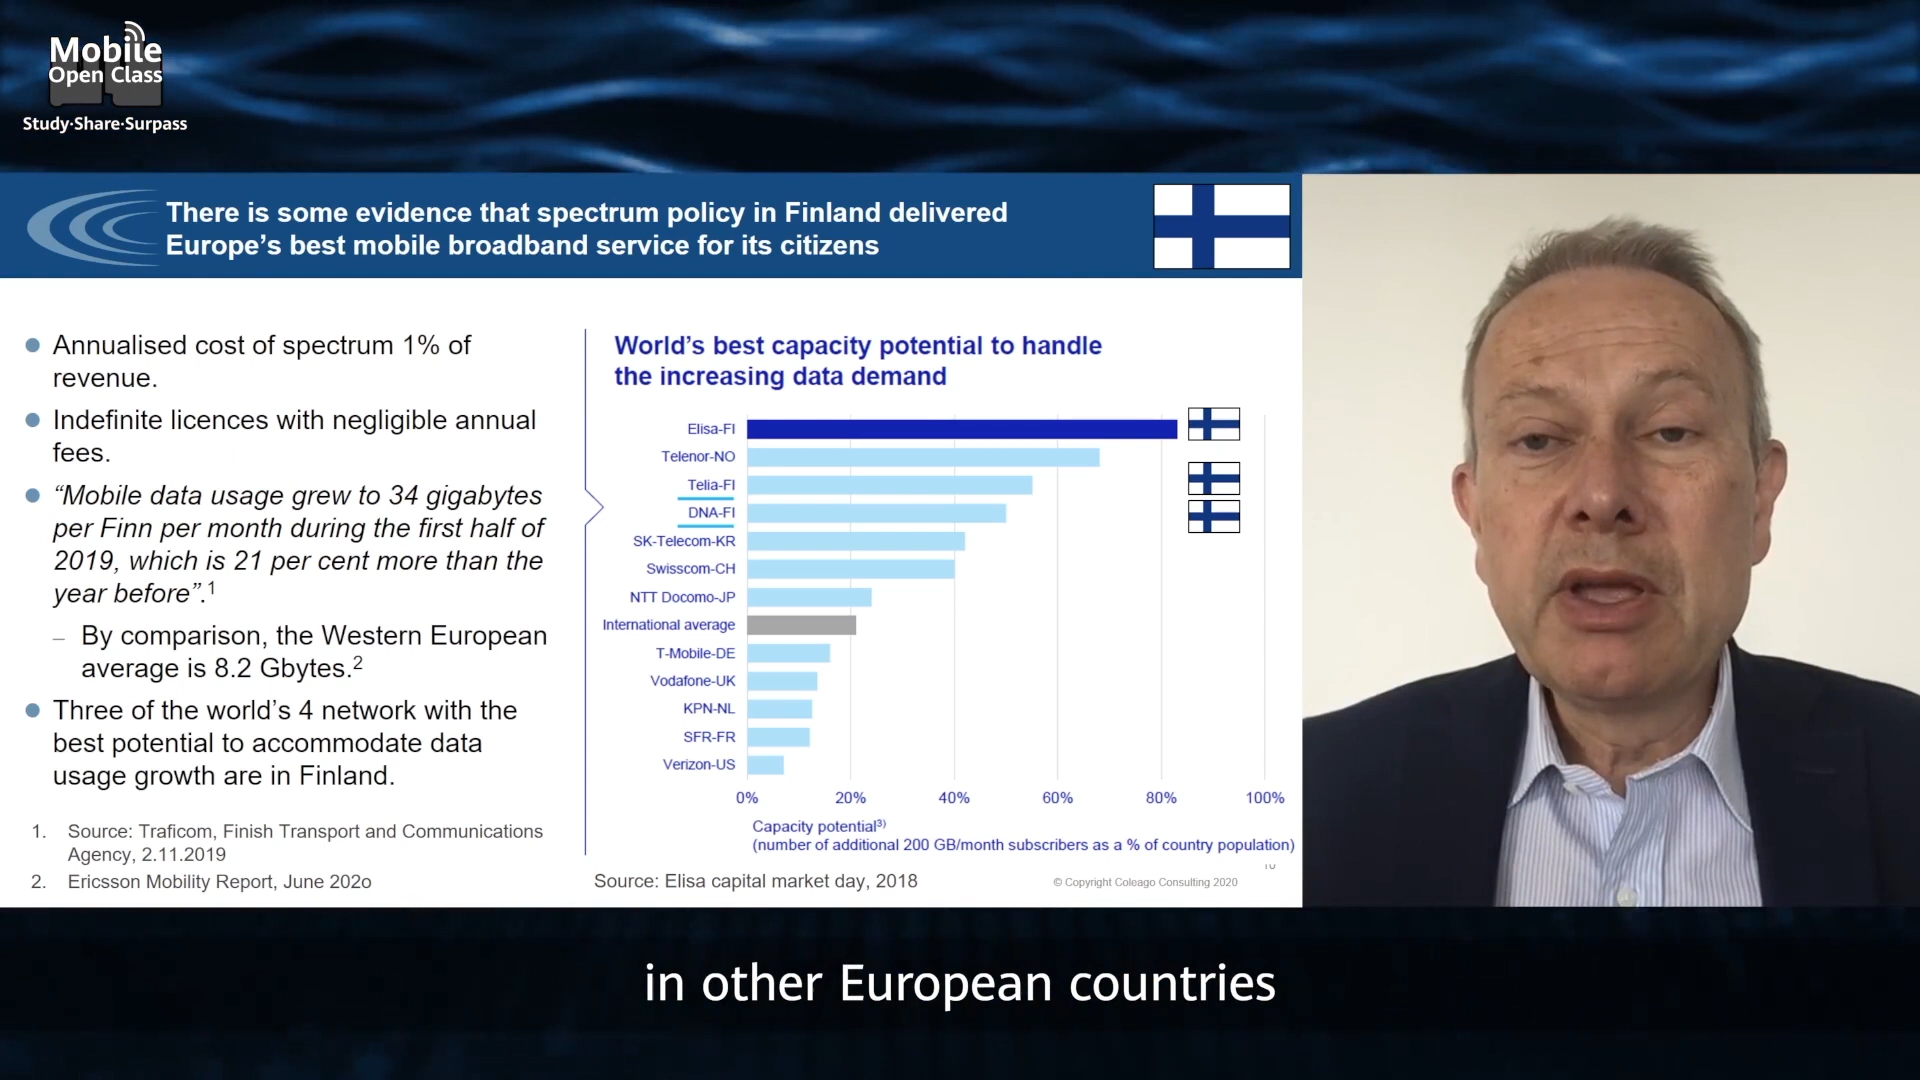 Mobile
Open Class
Study·Share·Surpass
There is some evidence that spectrum policy in Finland delivered
Europe’s best mobile broadband service for its citizens
Annualised cost of spectrum 1% of
revenue.
Indefinite licences with negligible annual
fees.
“Mobile data usage grew to 34 gigabytes
per Finn per month during the first half of
2019, which is 21 per cent more than the
year before”.1
– By comparison, the Western European
average is 8.2 Gbytes.2
Three of the world’s 4 network with the
best potential to accommodate data
usage growth are in Finland.
1. Source: Traficom, Finish Transport and Communications
Agency, 2.11.2019
2. Ericsson Mobility Report, June 202o
World’s best capacity potential to handle
the increasing data demand
Elisa-FI
Telenor-NO
Telia-FI
DNA-FI
SK-Telecom-KR
Swisscom-CH
NTT Docomo-JP
International average
T-Mobile-DE
Vodafone-UK
KPN-NL
SFR-FR
Verizon-US
0% 20% 40% 60% 80% 100%
Capacity potential3)
(number of additional 200 GB/month subscribers as a % of country population)
Source: Elisa capital market day, 2018
© Copyright Coleago Consulting 2020
in other European countries